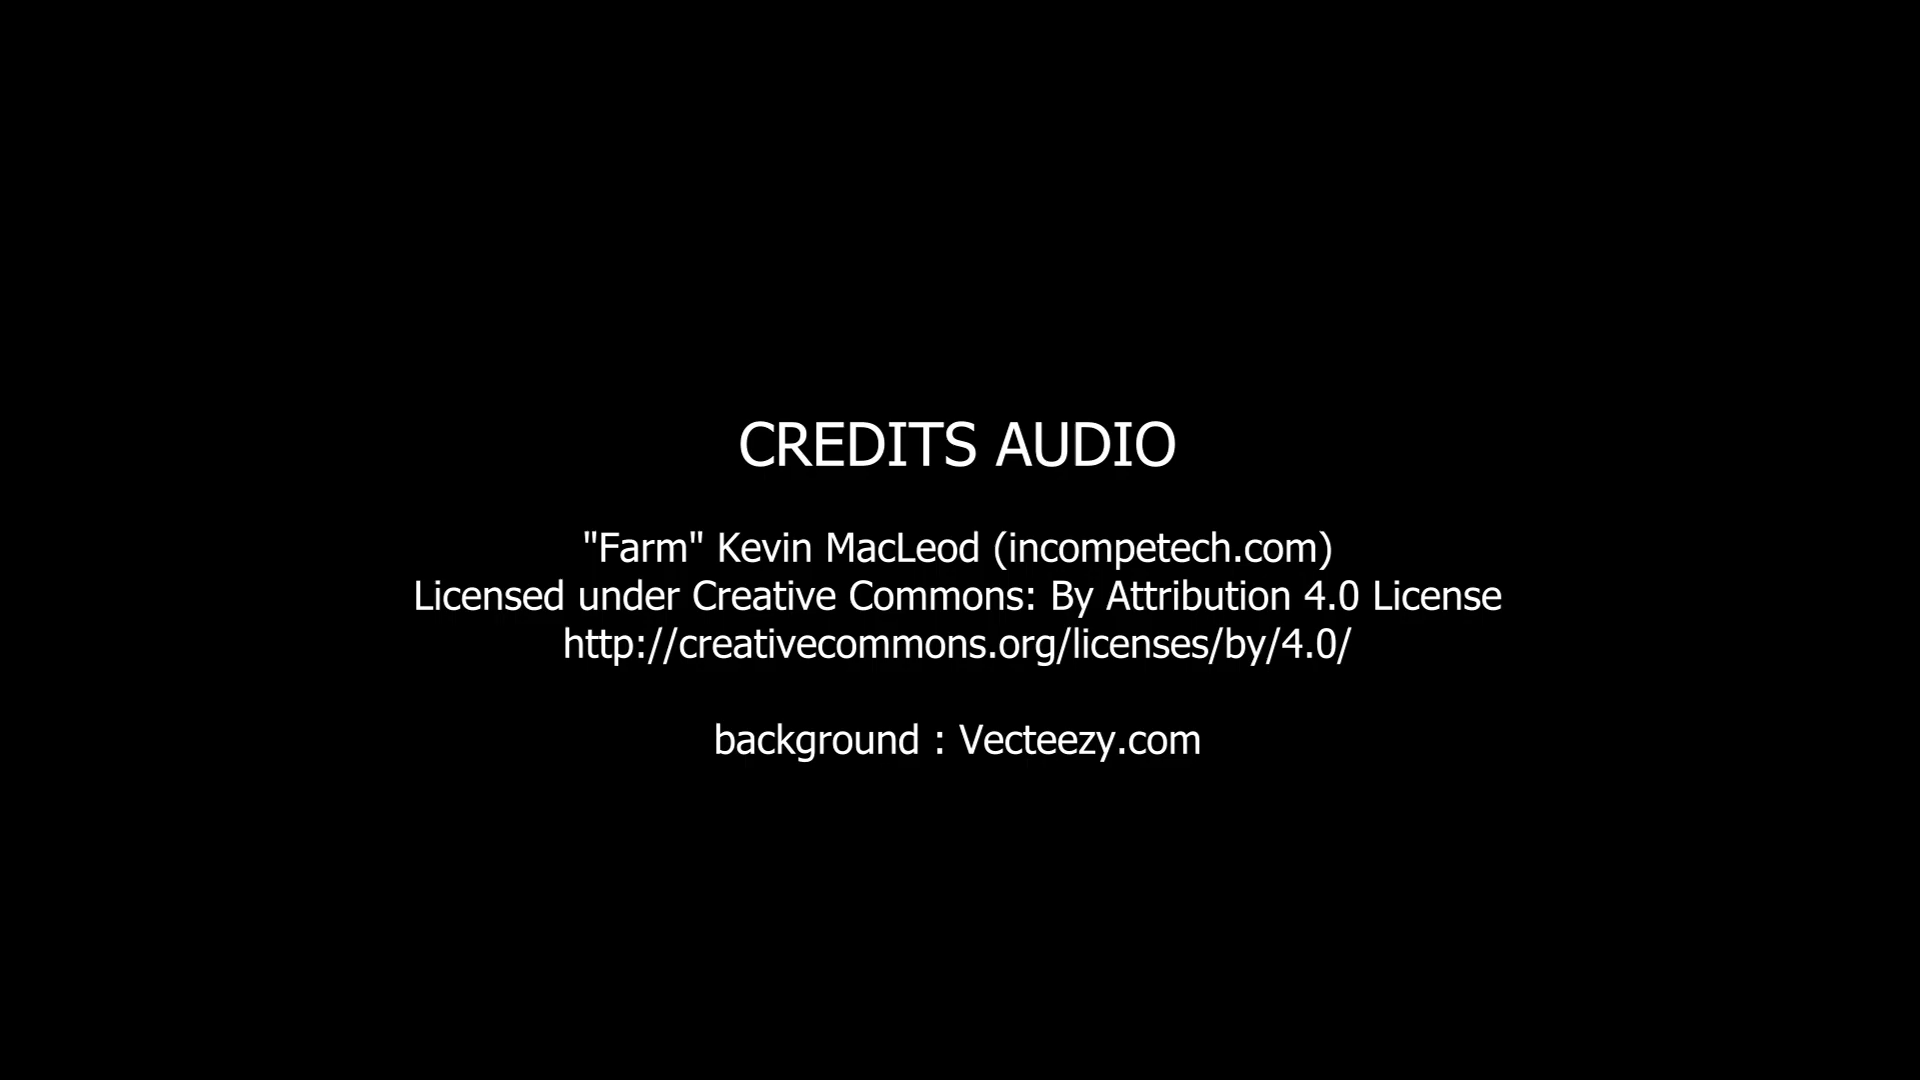 CREDITS AUDIO
"Farm" Kevin MacLeod (incompetech.com)
Licensed under Creative Commons: By Attribution 4.0 License
http://creativecommons.org/licenses/by/4.0/
background : Vecteezy.com